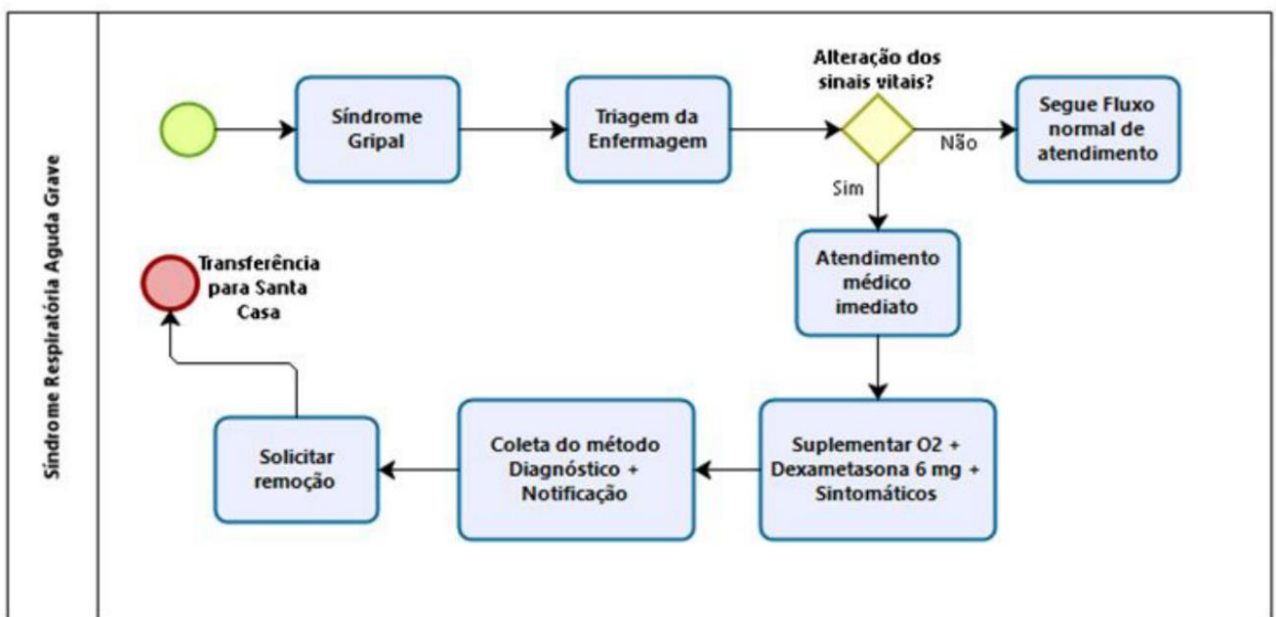 Síndrome Respiratória Aguda Grave
Síndrome
Gripal
Triagem da
Enfermagem
Alteração dos
sinais vitais?
Não
Segue Fluxo
normal de
atendimento
Sim
Atendimento
médico
imediato
Suplementar O2 +
Dexametasona 6 mg +
Sintomáticos
Coleta do método
Diagnóstico +
Notificação
Solicitar
remoção
Transferência
para Santa
Casa